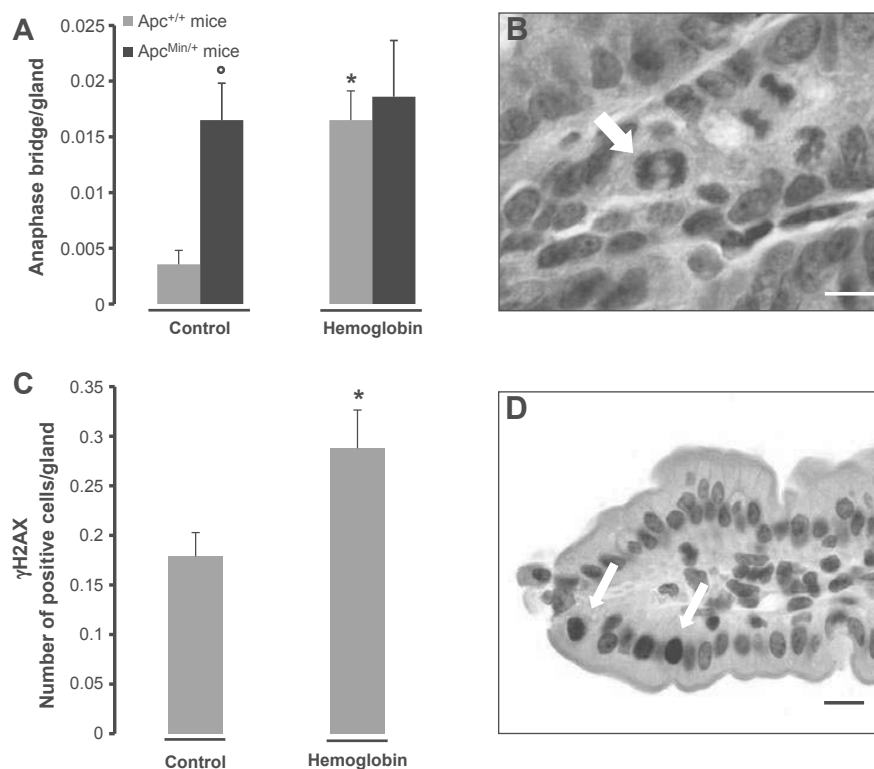 A
Apc+/+ mice
ApcMin/+ mice
Anaphase bridge/gland
0.025
0.02
0.015
0.01
0.005
0
°
*
Control
Hemoglobin
B
C
γH2AX
Number of positive cells/gland
0.35
0.3
0.25
0.2
0.15
0.1
0.05
0
*
Control
Hemoglobin
D